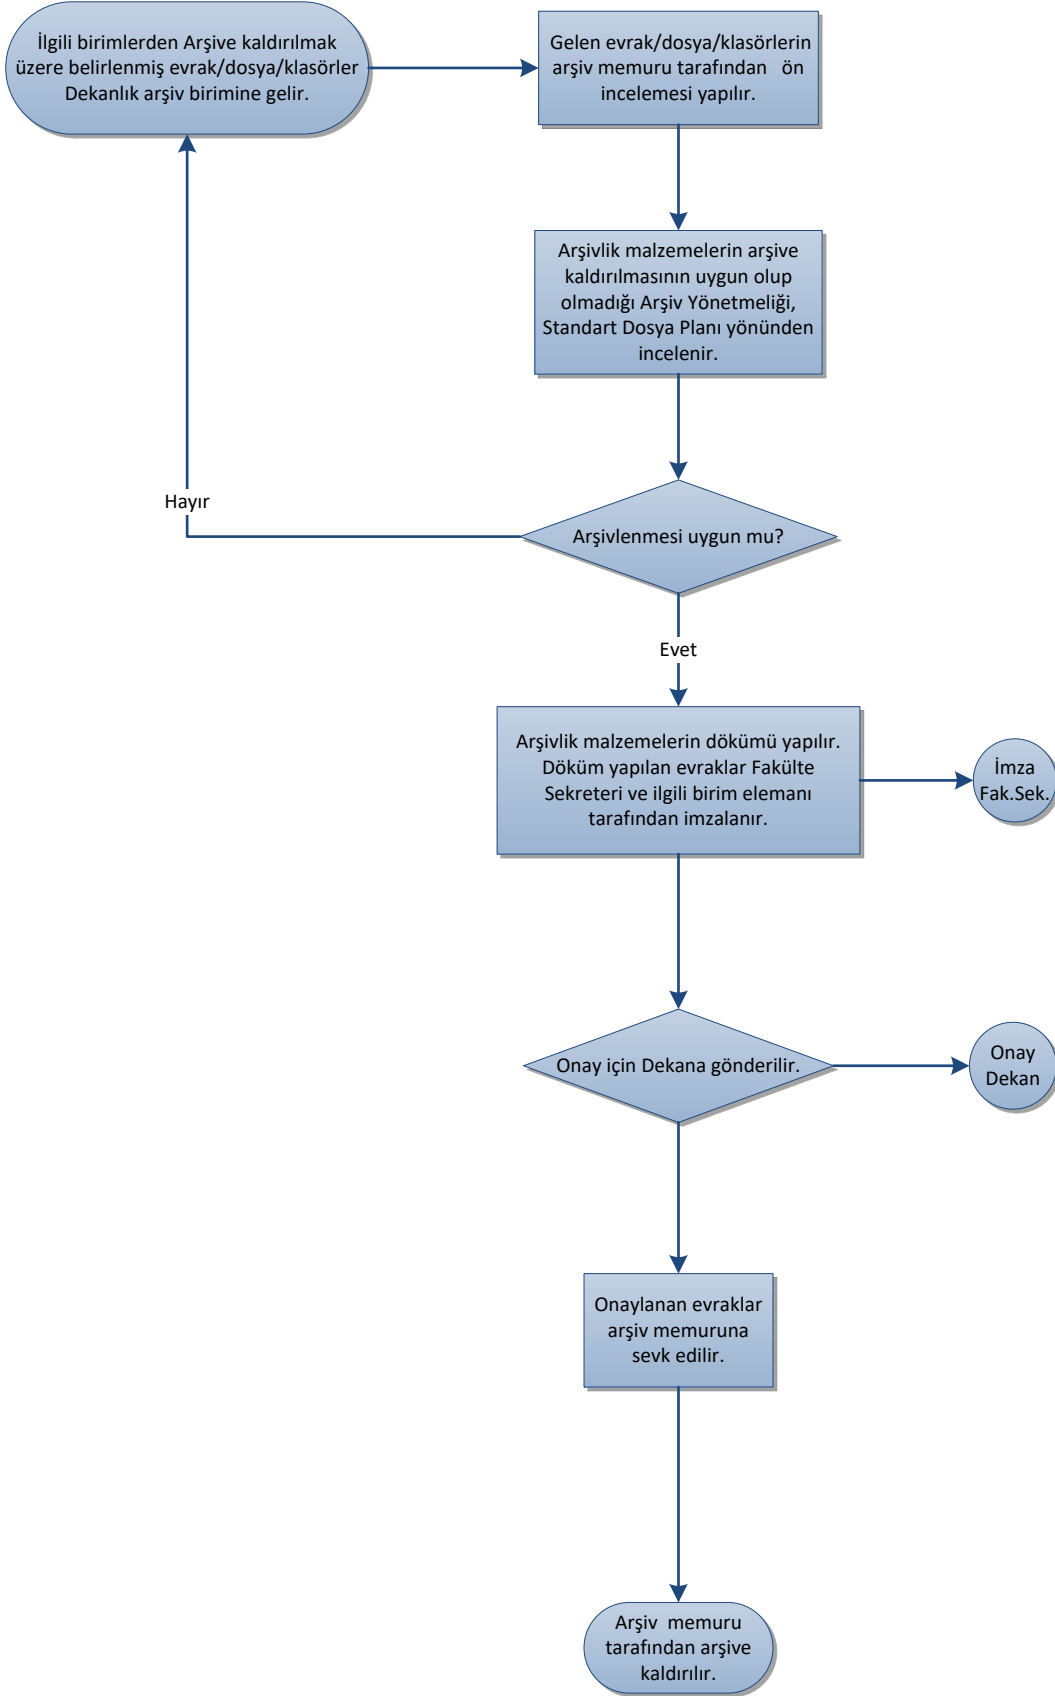 İlgili birimlerden Arşive kaldırılmak
üzere belirlenmiş evrak/dosya/klasörler
Dekanlık arşiv birimine gelir.
Gelen evrak/dosya/klasörlerin
arşiv memuru tarafından ön
incelemesi yapılır.
Arşivlik malzemelerin arşive
kaldırılmasının uygun olup
olmadığı Arşiv Yönetmeliği,
Standart Dosya Planı yönünden
incelenir.
Hayır
Arşivlenmesi uygun mu?
Evet
Arşivlik malzemelerin dökümü yapılır.
Döküm yapılan evraklar Fakülte
Sekreteri ve ilgili birim elemanı
tarafından imzalanır.
İmza
Fak.Sek.
Onay için Dekana gönderilir.
Onay
Dekan
Onaylanan evraklar
arşiv memuruna
sevk edilir.
Arşiv memuru
tarafından arşive
kaldırılır.